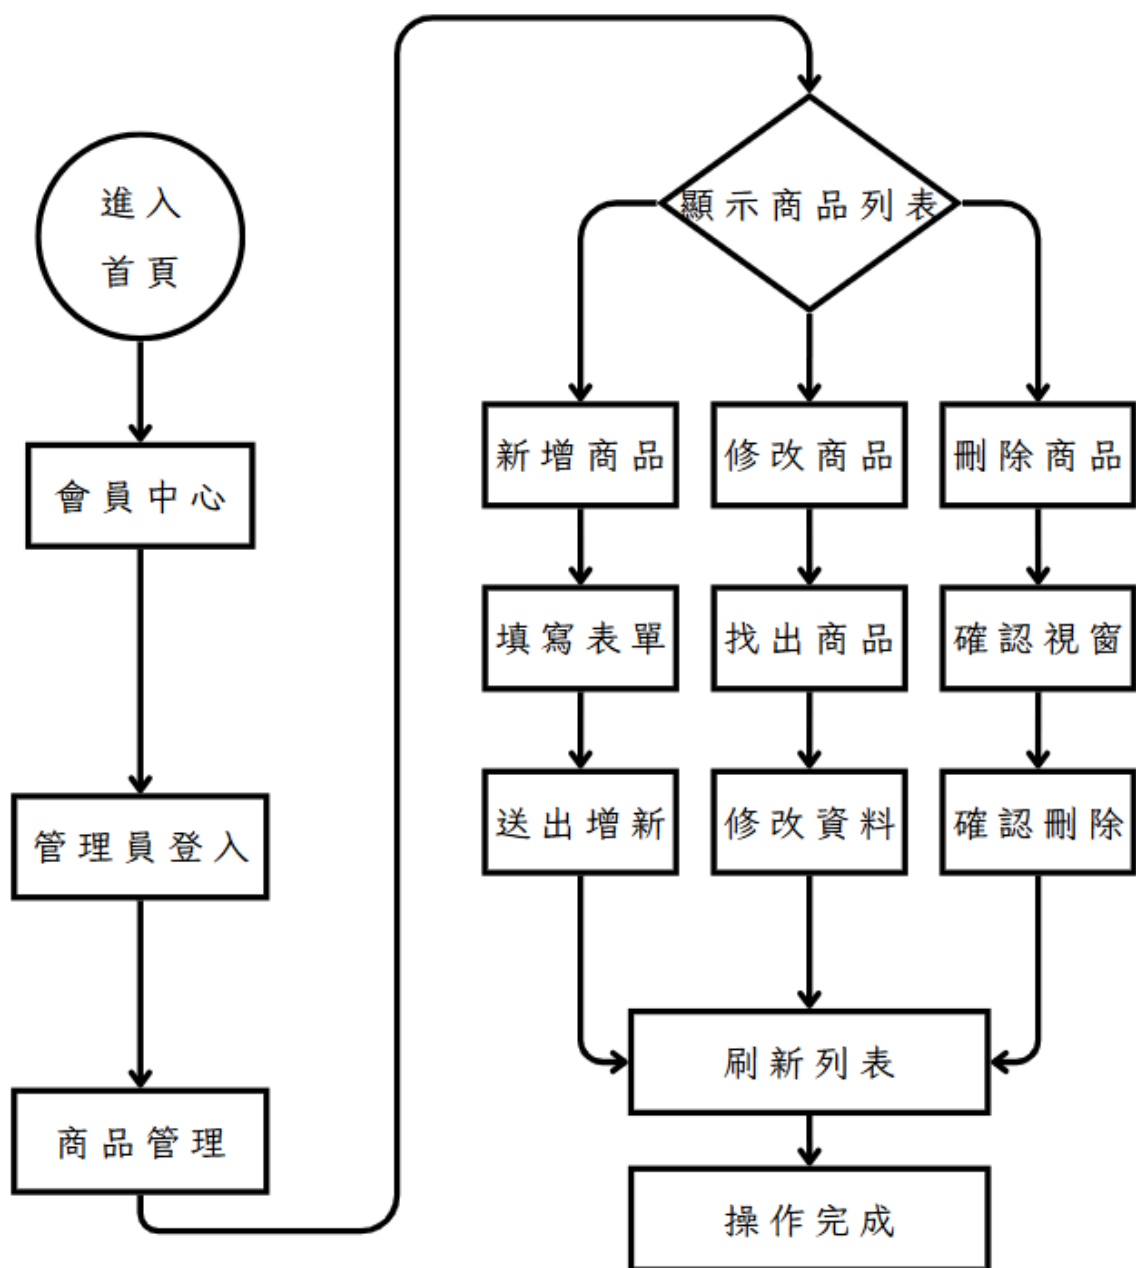 進入
首頁
會員中心
管理員登入
商品管理
顯示商品列表
新增商品
修改商品
刪除商品
填寫表單
找出商品
確認視窗
送出增新
修改資料
確認刪除
刷新列表
操作完成